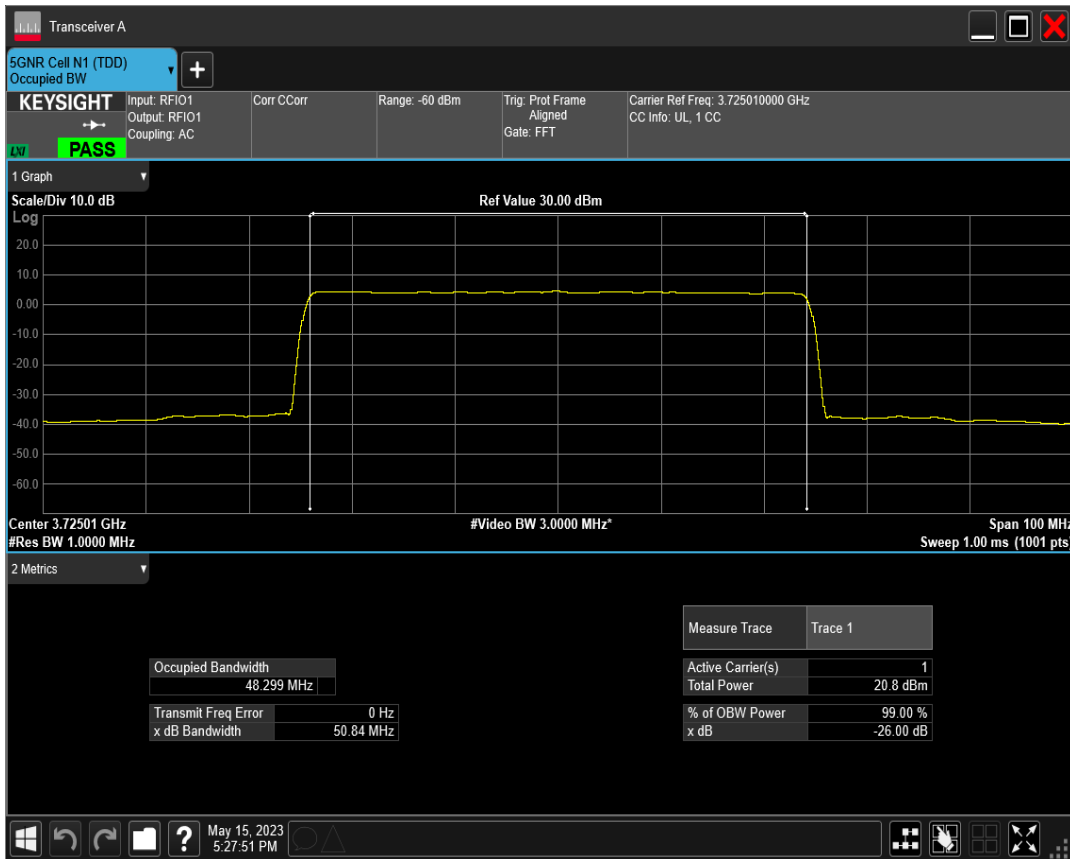 Transceiver A
5GNR Cell N1 (TDD)
Occupied BW
+
KEYSIGHT
LXI
PASS
Input: RFIO1
Output: RFIO1
Coupling: AC
Corr CCorr
Range: -60 dBm
Trig: Prot Frame
Aligned
Gate: FFT
Carrier Ref Freq: 3.725010000 GHz
CC Info: UL, 1 CC
1 Graph
Scale/Div 10.0 dB
Ref Value 30.00 dBm
Log
20.0
10.0
0.00
-10.0
-20.0
-30.0
-40.0
-50.0
-60.0
Center 3.72501 GHz
#Video BW 3.0000 MHz*
Span 100 MHz
#Res BW 1.0000 MHz
Sweep 1.00 ms (1001 pts)
2 Metrics
Measure Trace Trace 1
Occupied Bandwidth
48.299 MHz
Transmit Freq Error 0 Hz
x dB Bandwidth 50.84 MHz
Active Carrier(s) 1
Total Power 20.8 dBm
% of OBW Power 99.00 %
x dB -26.00 dB
?
May 15, 2023
5:27:51 PM